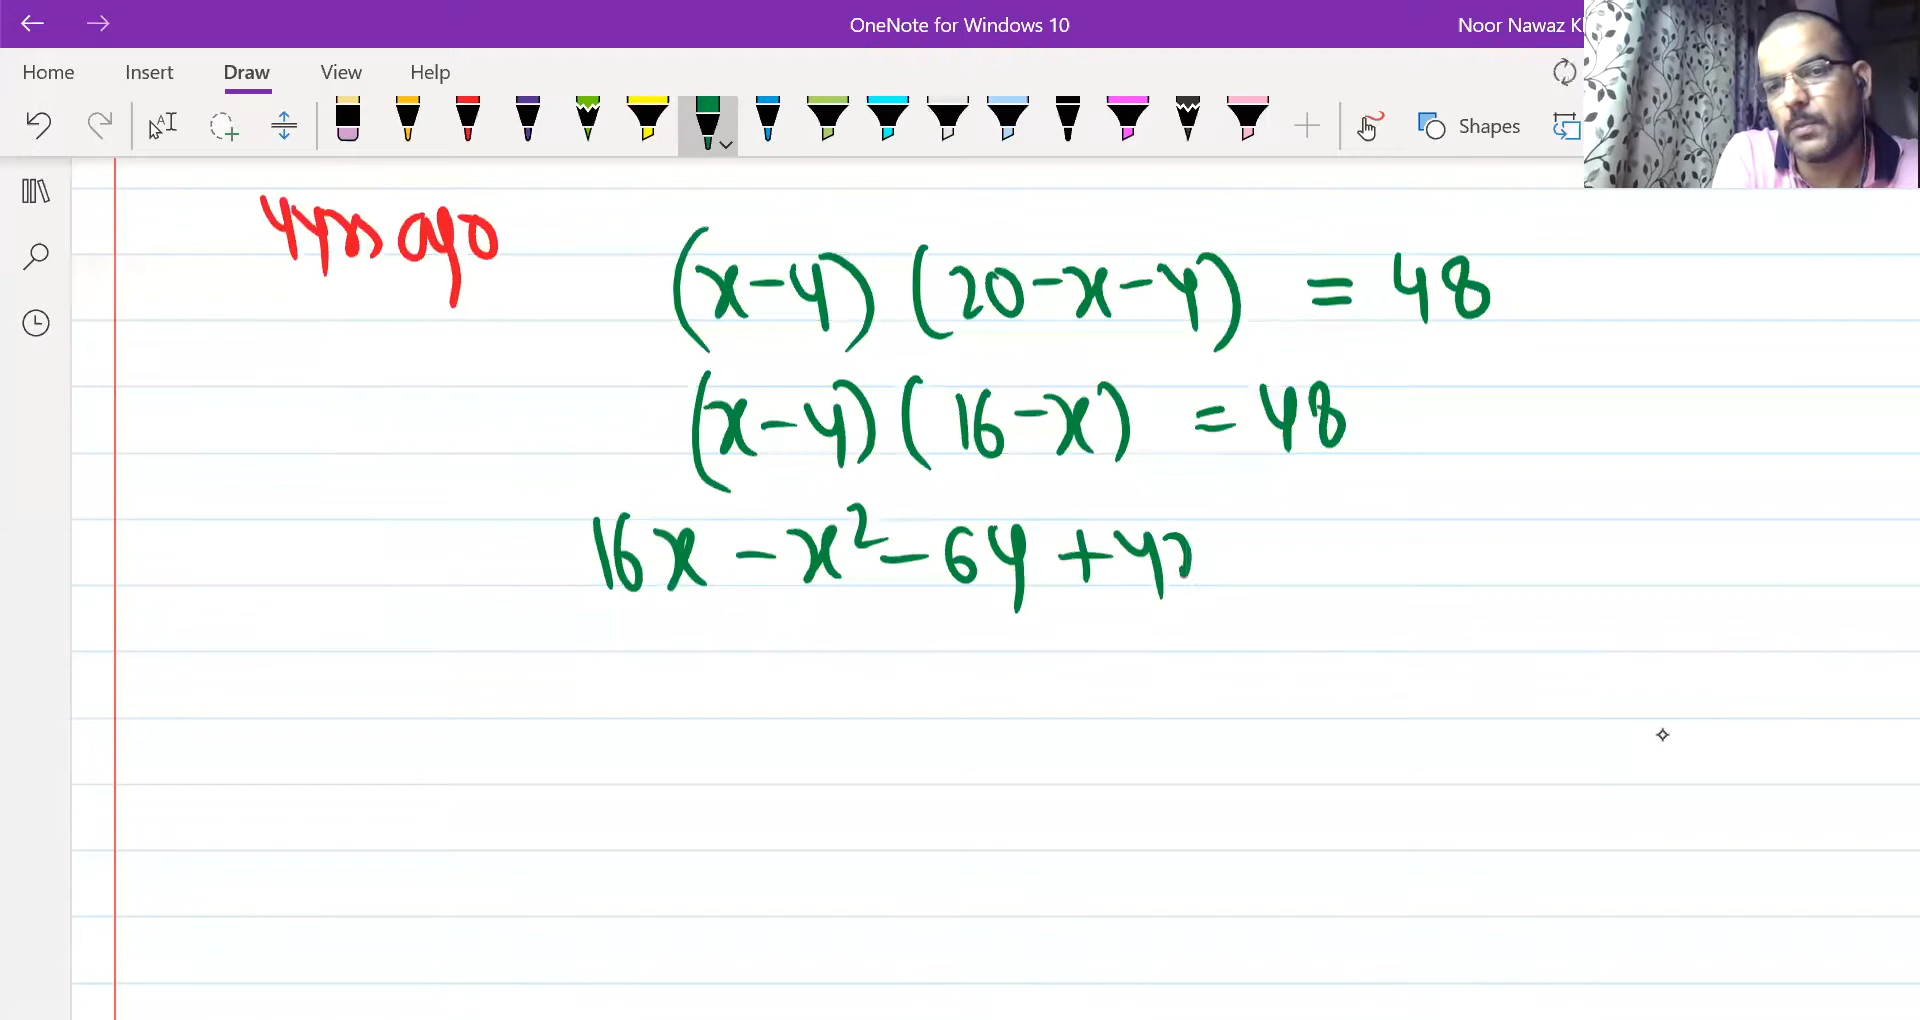 OneNote for Windows 10
Noor Nawaz K
Home Insert Draw View Help
Shapes
4yrs ago
(x-4) (20-x-4) = 48
(x-4) (16-x) = 48
16x - x² - 64 + 4x